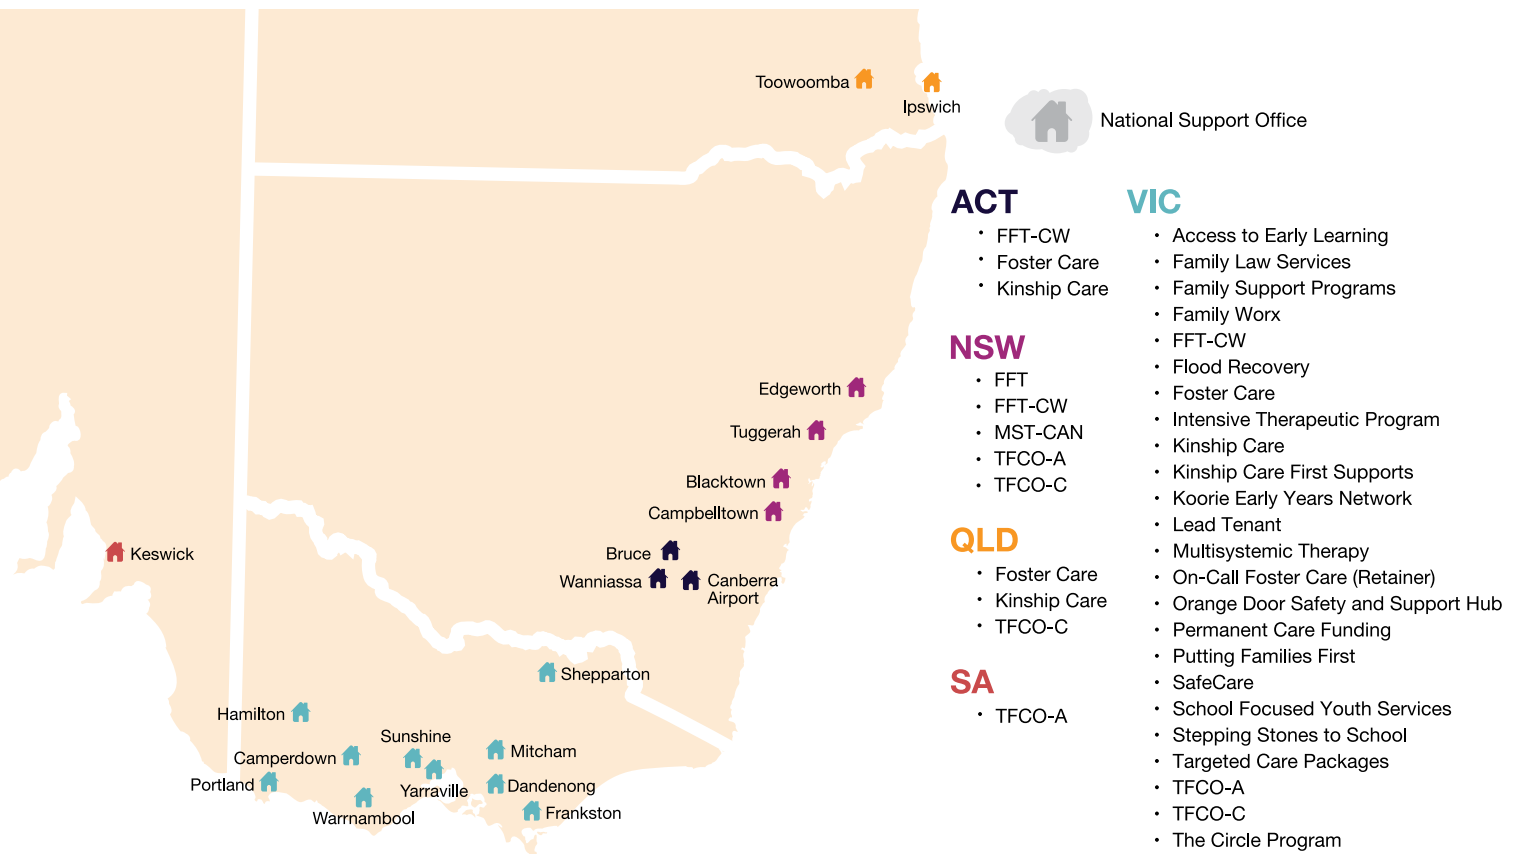 Toowoomba
Ipswich
National Support Office
Edgeworth
Tuggerah
Blacktown
Campbelltown
Bruce
Wanniassa
Canberra
Airport
Keswick
Shepparton
Hamilton
Sunshine
Camperdown
Mitcham
Portland
Yarraville
Dandenong
Warrnambool
Frankston
ACT
• FFT-CW
• Foster Care
• Kinship Care
NSW
• FFT
• FFT-CW
• MST-CAN
• TFCO-A
• TFCO-C
QLD
• Foster Care
• Kinship Care
• TFCO-C
SA
• TFCO-A
VIC
• Access to Early Learning
• Family Law Services
• Family Support Programs
• Family Worx
• FFT-CW
• Flood Recovery
• Foster Care
• Intensive Therapeutic Program
• Kinship Care
• Kinship Care First Supports
• Koorie Early Years Network
• Lead Tenant
• Multisystemic Therapy
• On-Call Foster Care (Retainer)
• Orange Door Safety and Support Hub
• Permanent Care Funding
• Putting Families First
• SafeCare
• School Focused Youth Services
• Stepping Stones to School
• Targeted Care Packages
• TFCO-A
• TFCO-C
• The Circle Program